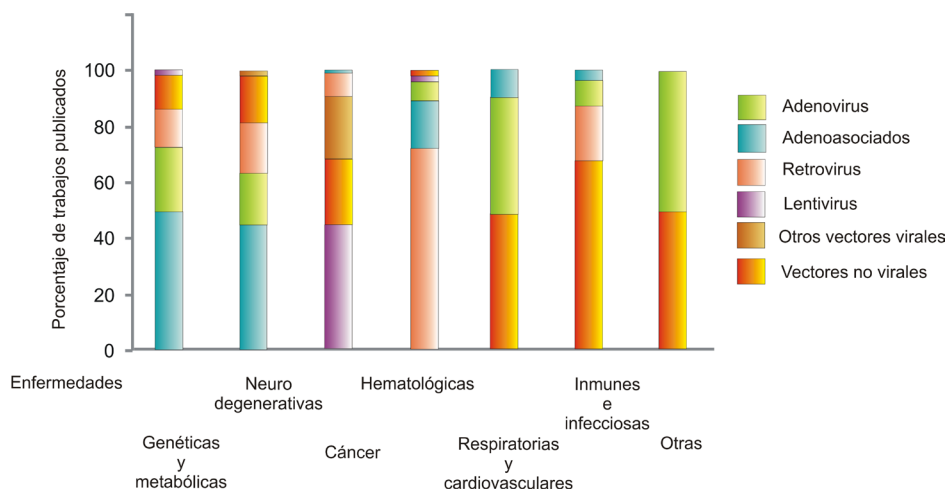 Porcentaje de trabajos publicados
100
80
60
40
20
0
Adenovirus
Adenoasociados
Retrovirus
Lentivirus
Otros vectores virales
Vectores no virales
Enfermedades
Genéticas
y
metabólicas
Neuro
degenerativas
Cáncer
Hematológicas
Respiratorias
y
cardiovasculares
Inmunes
e
infecciosas
Otras